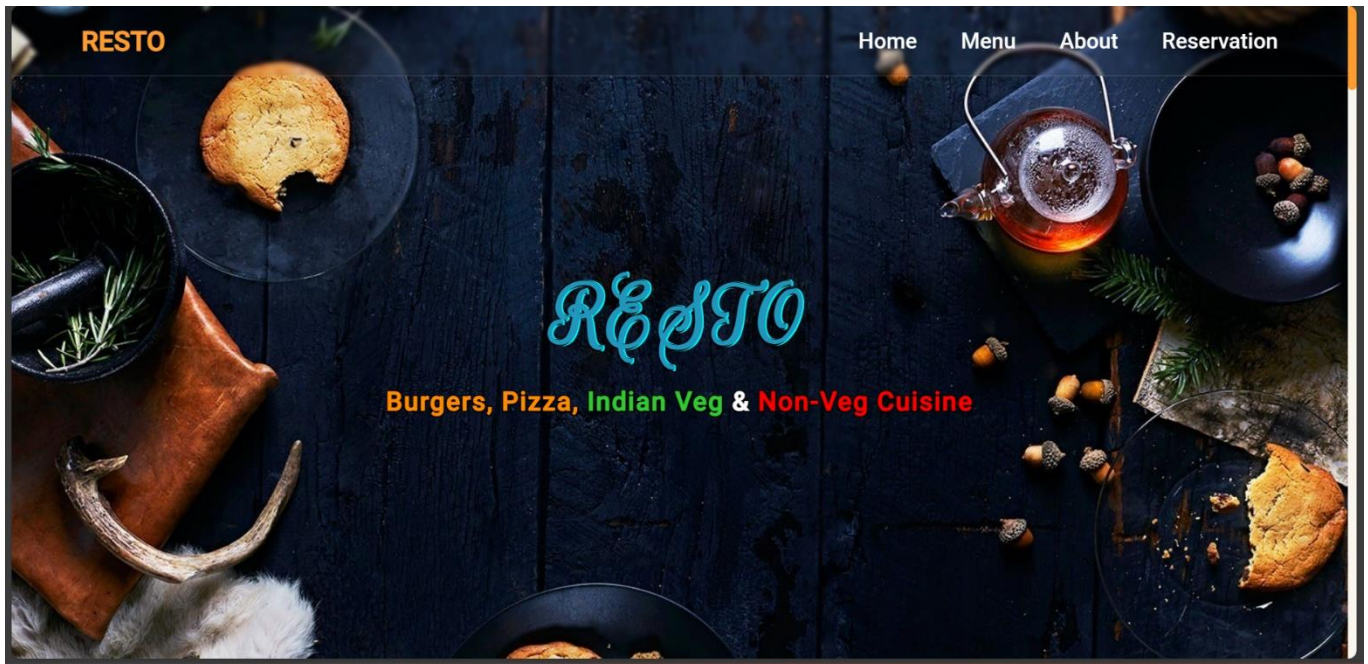 RESTO
Home Menu About Reservation
RESTO
Burgers, Pizza, Indian Veg & Non-Veg Cuisine